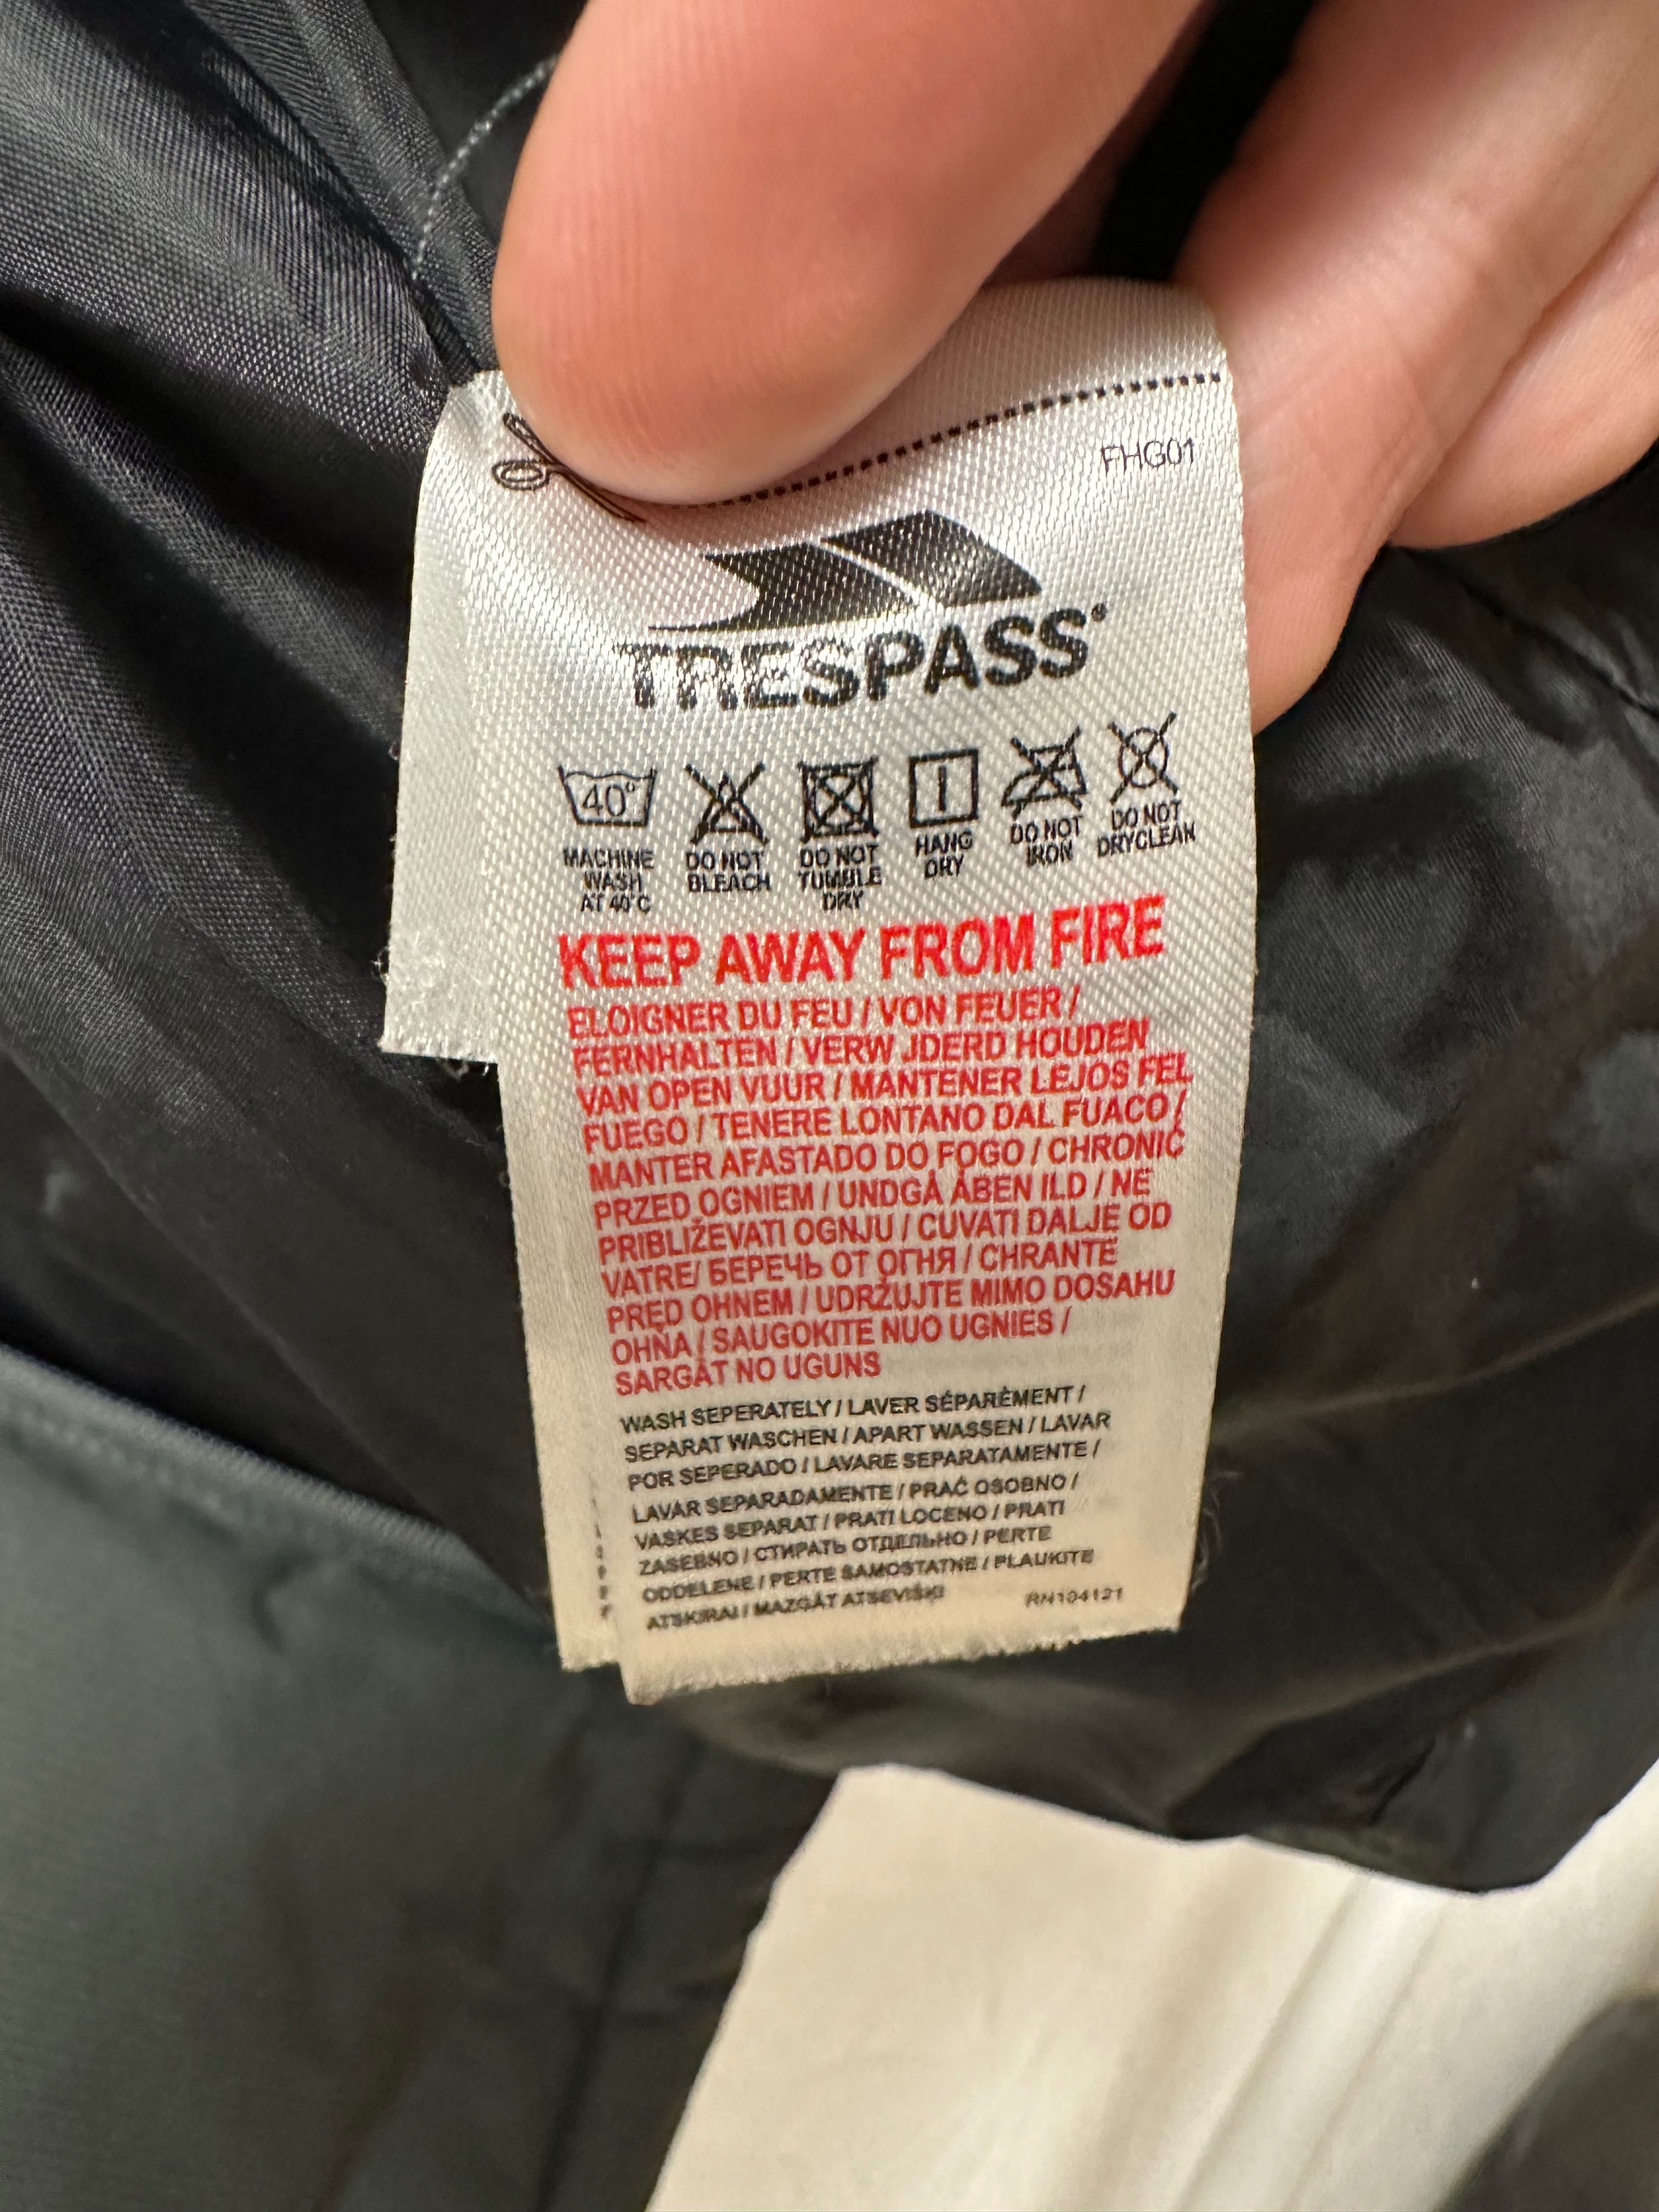 FHG01
TRESPASS
40°
MACHINE WASH AT 40°C
DO NOT BLEACH
DO NOT TUMBLE DRY
HANG DRY
DO NOT IRON
DO NOT DRYCLEAN
KEEP AWAY FROM FIRE
ELOIGNER DU FEU / VON FEUER /
FERNHALTEN / VERW JDERD HOUDEN
VAN OPEN VUUR / MANTENER LEJOS FEL
FUEGO / TENERE LONTANO DAL FUACO /
MANTER AFASTADO DO FOGO / CHRONIĆ
PRZED OGNIEM / UNDGÅ ÅBEN ILD / NE
PRIBLIŽEVATI OGNJU / CUVATI DALJE OD
VATRE/ БЕРЕЧЬ ОТ ОГНЯ / CHRANTĚ
PŘED OHNEM / UDRŽUJTE MIMO DOSAHU
OHŇA / SAUGOKITE NUO UGNIES /
SARGĀT NO UGUNS
WASH SEPERATELY / LAVER SÉPARÈMENT /
SEPARAT WASCHEN / APART WASSEN / LAVAR
POR SEPERADO / LAVARE SEPARATAMENTE /
LAVAR SEPARADAMENTE / PRAĆ OSOBNO /
VASKES SEPARAT / PRATI LOCENO / PRATI
ZASEBNO / СТИРАТЬ ОТДЕЛЬНО / PERTE
ODDELENE / PERTE SAMOSTATNE / PLAUKITE
ATSKIRAI / MAZGĀT ATSEVIŠKI
RN104121